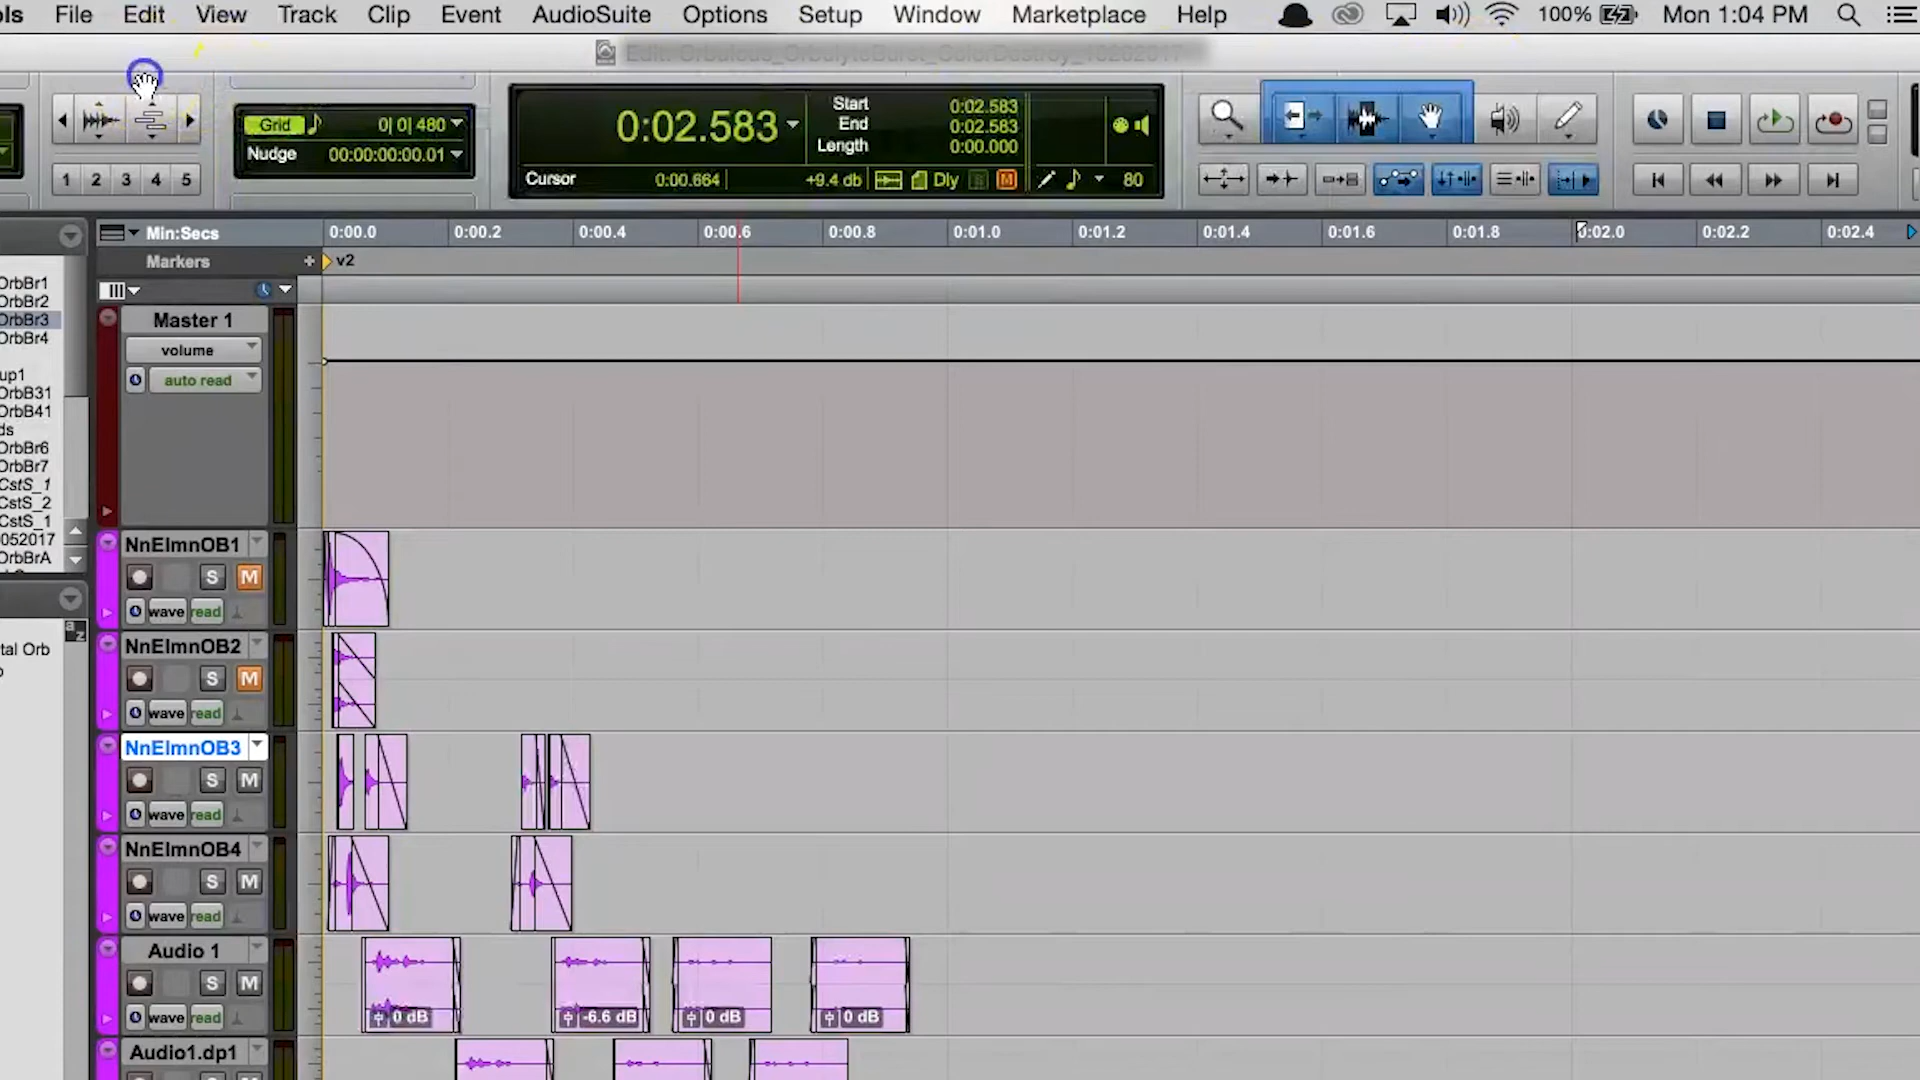 ols File Edit View Track Clip Event AudioSuite Options Setup Window Marketplace Help 100% Mon 1:04 PM
Edit: Orbulous_OrbulyteBurst_ColorDestroy_10202017
Grid 0| 0| 480
Nudge 00:00:00:00.01
1 2 3 4 5
0:02.583
Start 0:02.583
End 0:02.583
Length 0:00.000
Cursor 0:00.664 +9.4 db Dly S M 80
Min:Secs 0:00.0 0:00.2 0:00.4 0:00.6 0:00.8 0:01.0 0:01.2 0:01.4 0:01.6 0:01.8 0:02.0 0:02.2 0:02.4
Markers + v2
OrbBr1
OrbBr2
OrbBr3
OrbBr4
up1
OrbB31
OrbB41
ds
OrbBr6
OrbBr7
CstS_1
CstS_2
CstS_1
052017
OrbBrA
a z
tal Orb
Master 1
volume
auto read
NnElmnOB1
S M
wave read
NnElmnOB2
S M
wave read
NnElmnOB3
S M
wave read
NnElmnOB4
S M
wave read
Audio 1
S M
wave read
0 dB -6.6 dB 0 dB 0 dB
Audio1.dp1